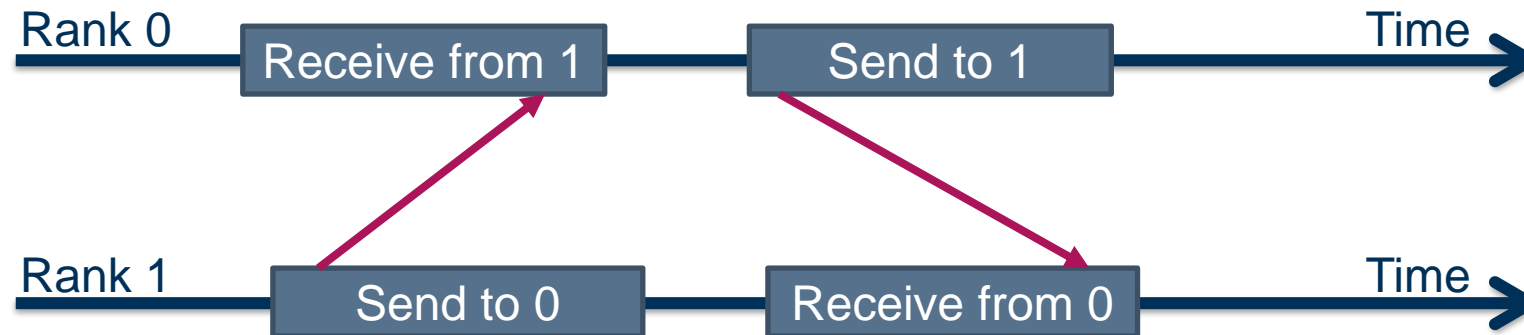 Rank 0
Receive from 1
Send to 1
Time
Rank 1
Send to 0
Receive from 0
Time